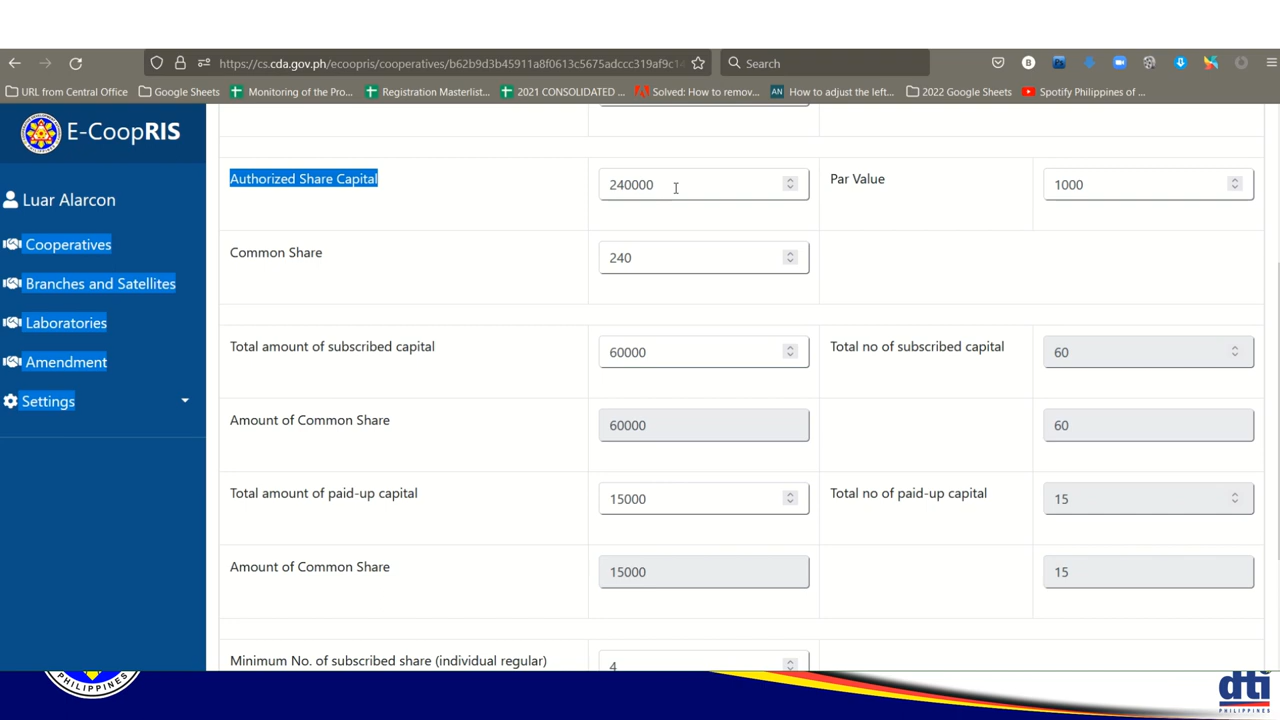 https://cs.cda.gov.ph/ecoopris/cooperatives/b62b9d3b45911a8f0613c5675adccc319af9c14
Search
URL from Central Office
Google Sheets
Monitoring of the Pro...
Registration Masterlist...
2021 CONSOLIDATED ...
Solved: How to remov...
AN
How to adjust the left...
2022 Google Sheets
Spotify Philippines of ...
E-CoopRIS
Luar Alarcon
Cooperatives
Branches and Satellites
Laboratories
Amendment
Settings
Authorized Share Capital
240000
Par Value
1000
Common Share
240
Total amount of subscribed capital
60000
Total no of subscribed capital
60
Amount of Common Share
60000
60
Total amount of paid-up capital
15000
Total no of paid-up capital
15
Amount of Common Share
15000
15
Minimum No. of subscribed share (individual regular)
4
PHILIPPINES
dti
PHILIPPINES